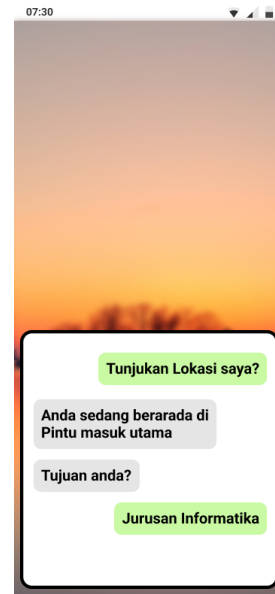 07:30
Tunjukan Lokasi saya?
Anda sedang berarada di
Pintu masuk utama
Tujuan anda?
Jurusan Informatika